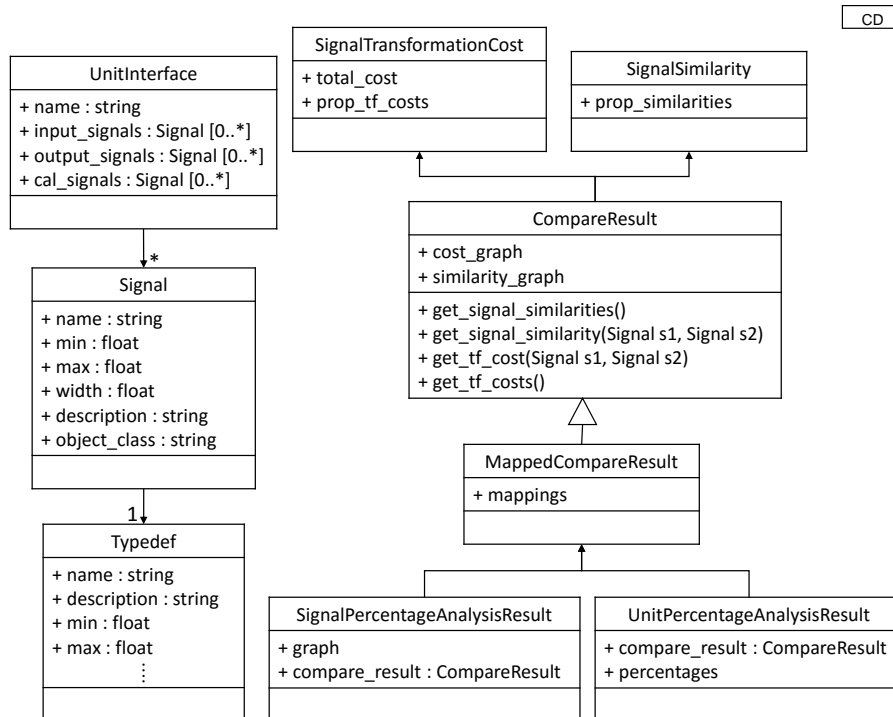 CD
UnitInterface
+ name : string
+ input_signals : Signal [0..*]
+ output_signals : Signal [0..*]
+ cal_signals : Signal [0..*]
*
Signal
+ name : string
+ min : float
+ max : float
+ width : float
+ description : string
+ object_class : string
1
Typedef
+ name : string
+ description : string
+ min : float
+ max : float
⋮
SignalTransformationCost
+ total_cost
+ prop_tf_costs
SignalSimilarity
+ prop_similarities
CompareResult
+ cost_graph
+ similarity_graph
+ get_signal_similarities()
+ get_signal_similarity(Signal s1, Signal s2)
+ get_tf_cost(Signal s1, Signal s2)
+ get_tf_costs()
MappedCompareResult
+ mappings
SignalPercentageAnalysisResult
+ graph
+ compare_result : CompareResult
UnitPercentageAnalysisResult
+ compare_result : CompareResult
+ percentages